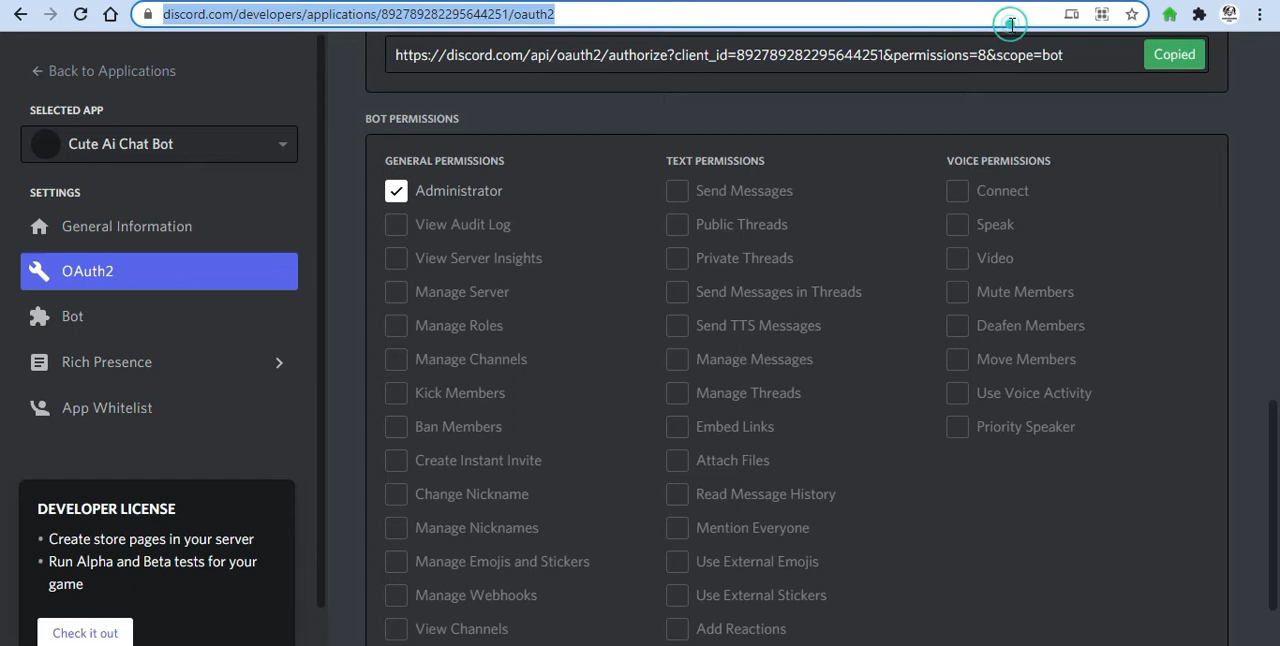 discord.com/developers/applications/892789282295644251/oauth2
https://discord.com/api/oauth2/authorize?client_id=892789282295644251&permissions=8&scope=bot
Copied
Back to Applications
SELECTED APP
Cute Ai Chat Bot
SETTINGS
General Information
OAuth2
Bot
Rich Presence
App Whitelist
DEVELOPER LICENSE
• Create store pages in your server
• Run Alpha and Beta tests for your
game
Check it out
BOT PERMISSIONS
GENERAL PERMISSIONS
Administrator
View Audit Log
View Server Insights
Manage Server
Manage Roles
Manage Channels
Kick Members
Ban Members
Create Instant Invite
Change Nickname
Manage Nicknames
Manage Emojis and Stickers
Manage Webhooks
View Channels
TEXT PERMISSIONS
Send Messages
Public Threads
Private Threads
Send Messages in Threads
Send TTS Messages
Manage Messages
Manage Threads
Embed Links
Attach Files
Read Message History
Mention Everyone
Use External Emojis
Use External Stickers
Add Reactions
VOICE PERMISSIONS
Connect
Speak
Video
Mute Members
Deafen Members
Move Members
Use Voice Activity
Priority Speaker